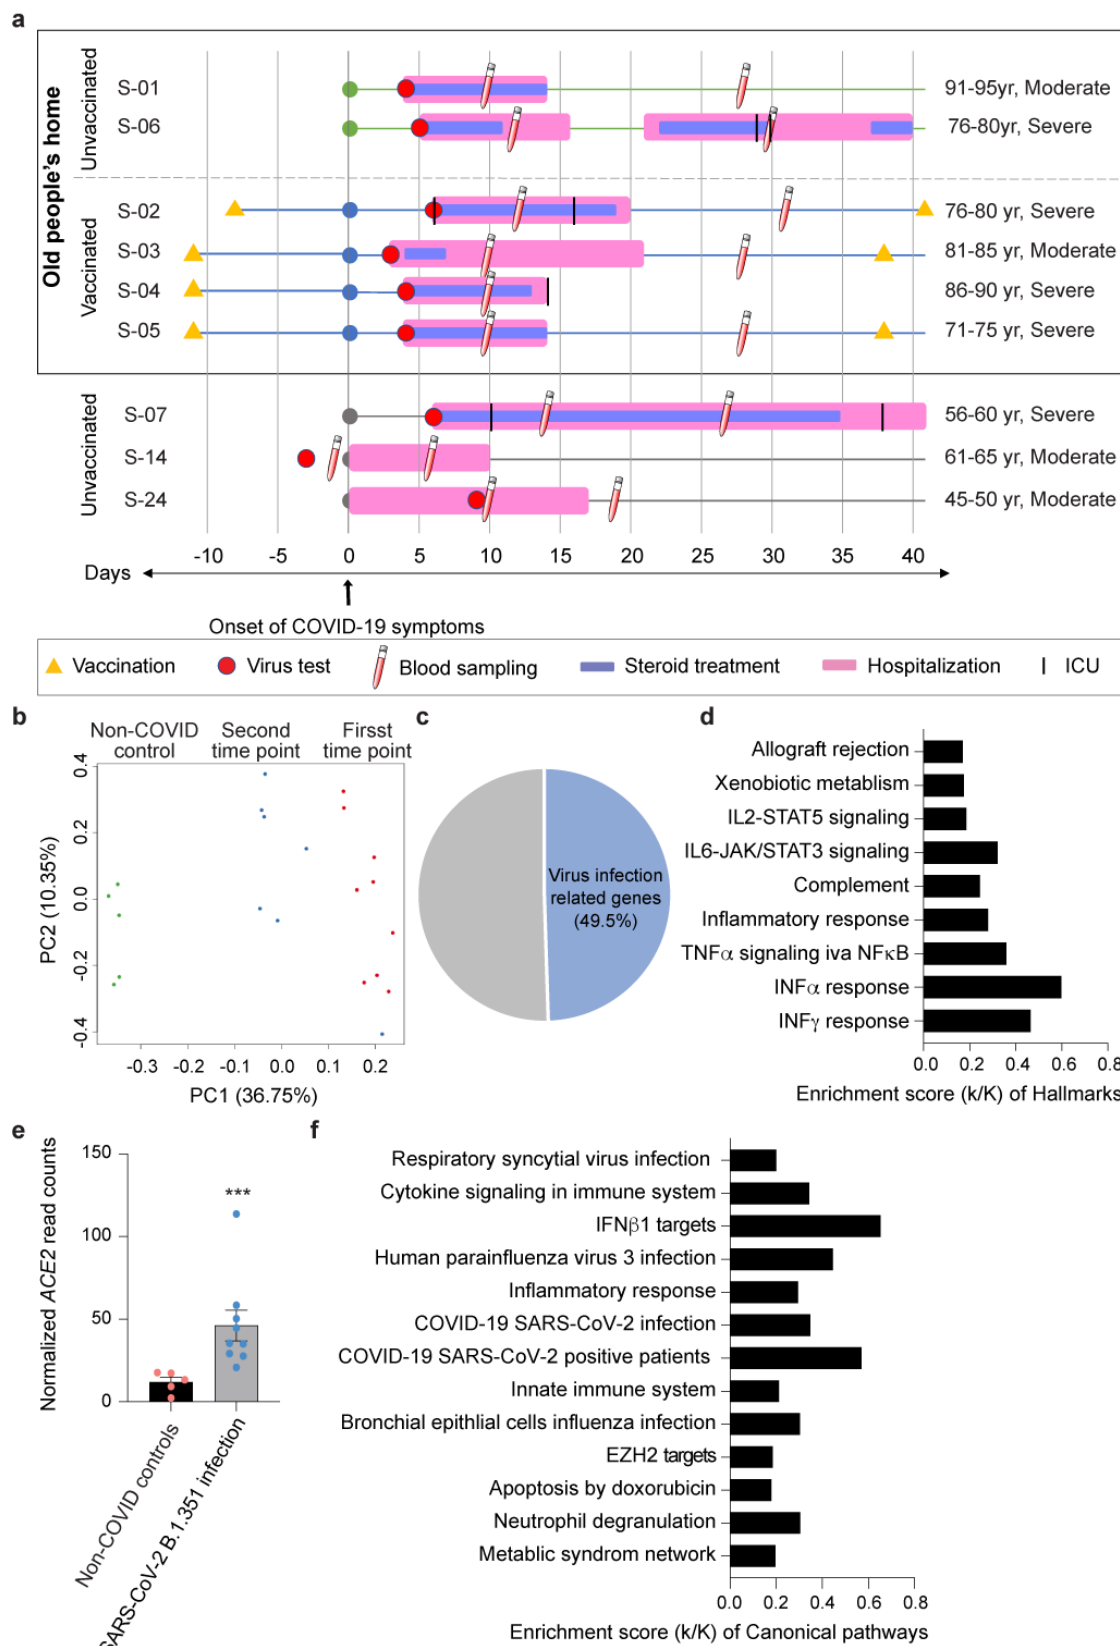 a
Old people's home
Unvaccinated
S-01
91-95yr, Moderate
S-06
76-80yr, Severe
Vaccinated
S-02
76-80 yr, Severe
S-03
81-85 yr, Moderate
S-04
86-90 yr, Severe
S-05
71-75 yr, Severe
Unvaccinated
S-07
56-60 yr, Severe
S-14
61-65 yr, Moderate
S-24
45-50 yr, Moderate
-10 -5 0 5 10 15 20 25 30 35 40
Days
Onset of COVID-19 symptoms
Vaccination Virus test Blood sampling Steroid treatment Hospitalization ICU
b
Non-COVID
control
Second
time point
Firsst
time point
PC2 (10.35%)
0.4
0.2
0.0
-0.2
-0.4
-0.3 -0.2 -0.1 0.0 0.1 0.2
PC1 (36.75%)
c
Virus infection
related genes
(49.5%)
d
Allograft rejection
Xenobiotic metablism
IL2-STAT5 signaling
IL6-JAK/STAT3 signaling
Complement
Inflammatory response
TNFα signaling iva NFκB
INFα response
INFγ response
0.0 0.2 0.4 0.6 0.8
Enrichment score (k/K) of Hallmarks
e
Normalized ACE2 read counts
150
100
50
0
***
Non-COVID controls
SARS-CoV-2 B.1.351 infection
f
Respiratory syncytial virus infection
Cytokine signaling in immune system
IFNβ1 targets
Human parainfluenza virus 3 infection
Inflammatory response
COVID-19 SARS-CoV-2 infection
COVID-19 SARS-CoV-2 positive patients
Innate immune system
Bronchial epithlial cells influenza infection
EZH2 targets
Apoptosis by doxorubicin
Neutrophil degranulation
Metablic syndrom network
0.0 0.2 0.4 0.6 0.8
Enrichment score (k/K) of Canonical pathways